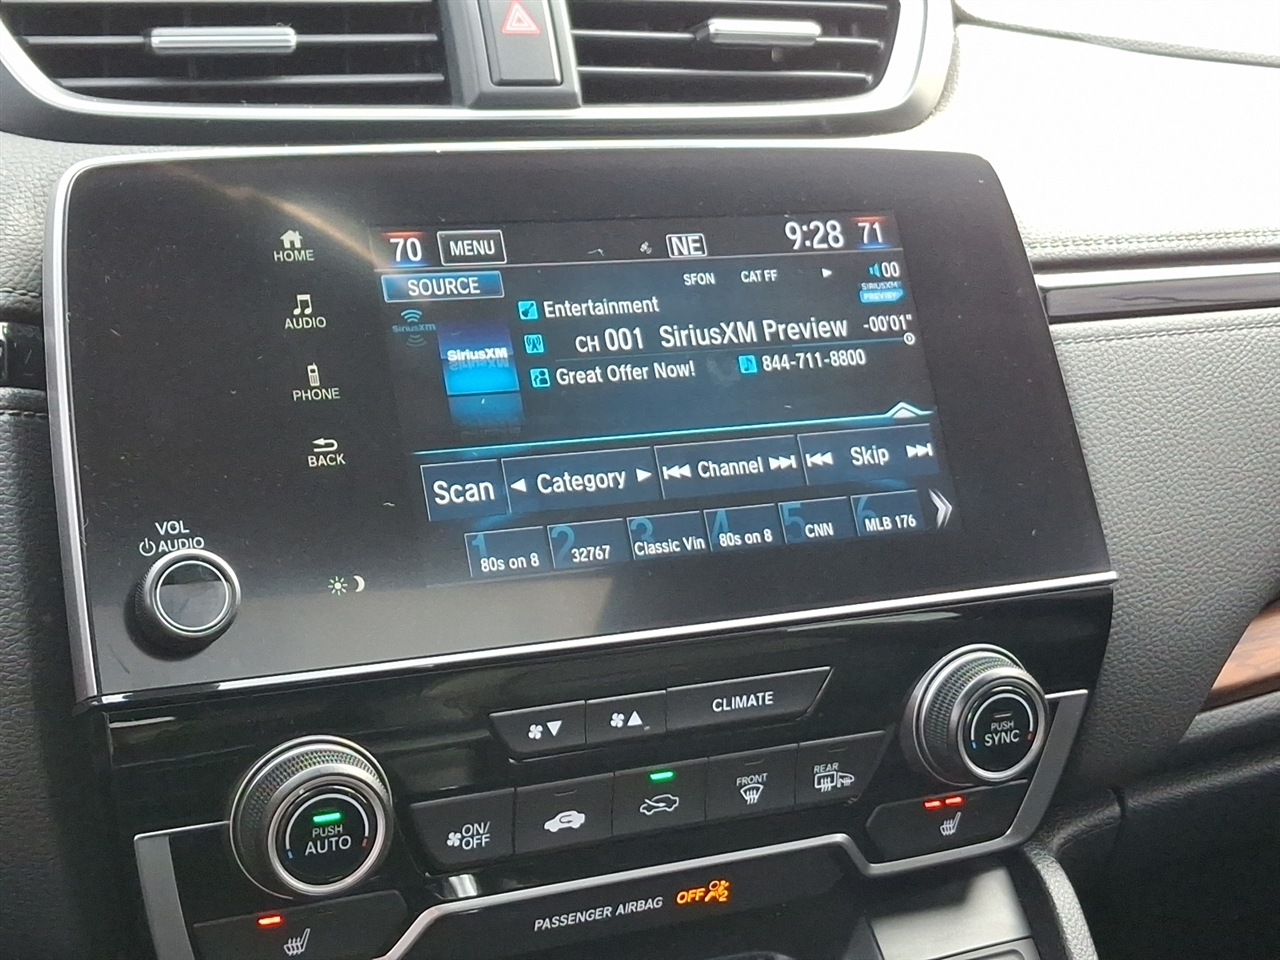 70 MENU NE 9:28 71
SOURCE SFON CAT FF 00
SIRIUSXM
PREVIEW
SiriusXM
Entertainment
SiriusXM
CH 001 SiriusXM Preview -00'01"
Great Offer Now! 844-711-8800
Scan Category Channel Skip
1 80s on 8
2 32767
3 Classic Vin
4 80s on 8
5 CNN
6 MLB 176
HOME
AUDIO
PHONE
BACK
VOL
AUDIO
CLIMATE
PUSH
AUTO
ON/
OFF
FRONT
REAR
PUSH
SYNC
PASSENGER AIRBAG OFF 2